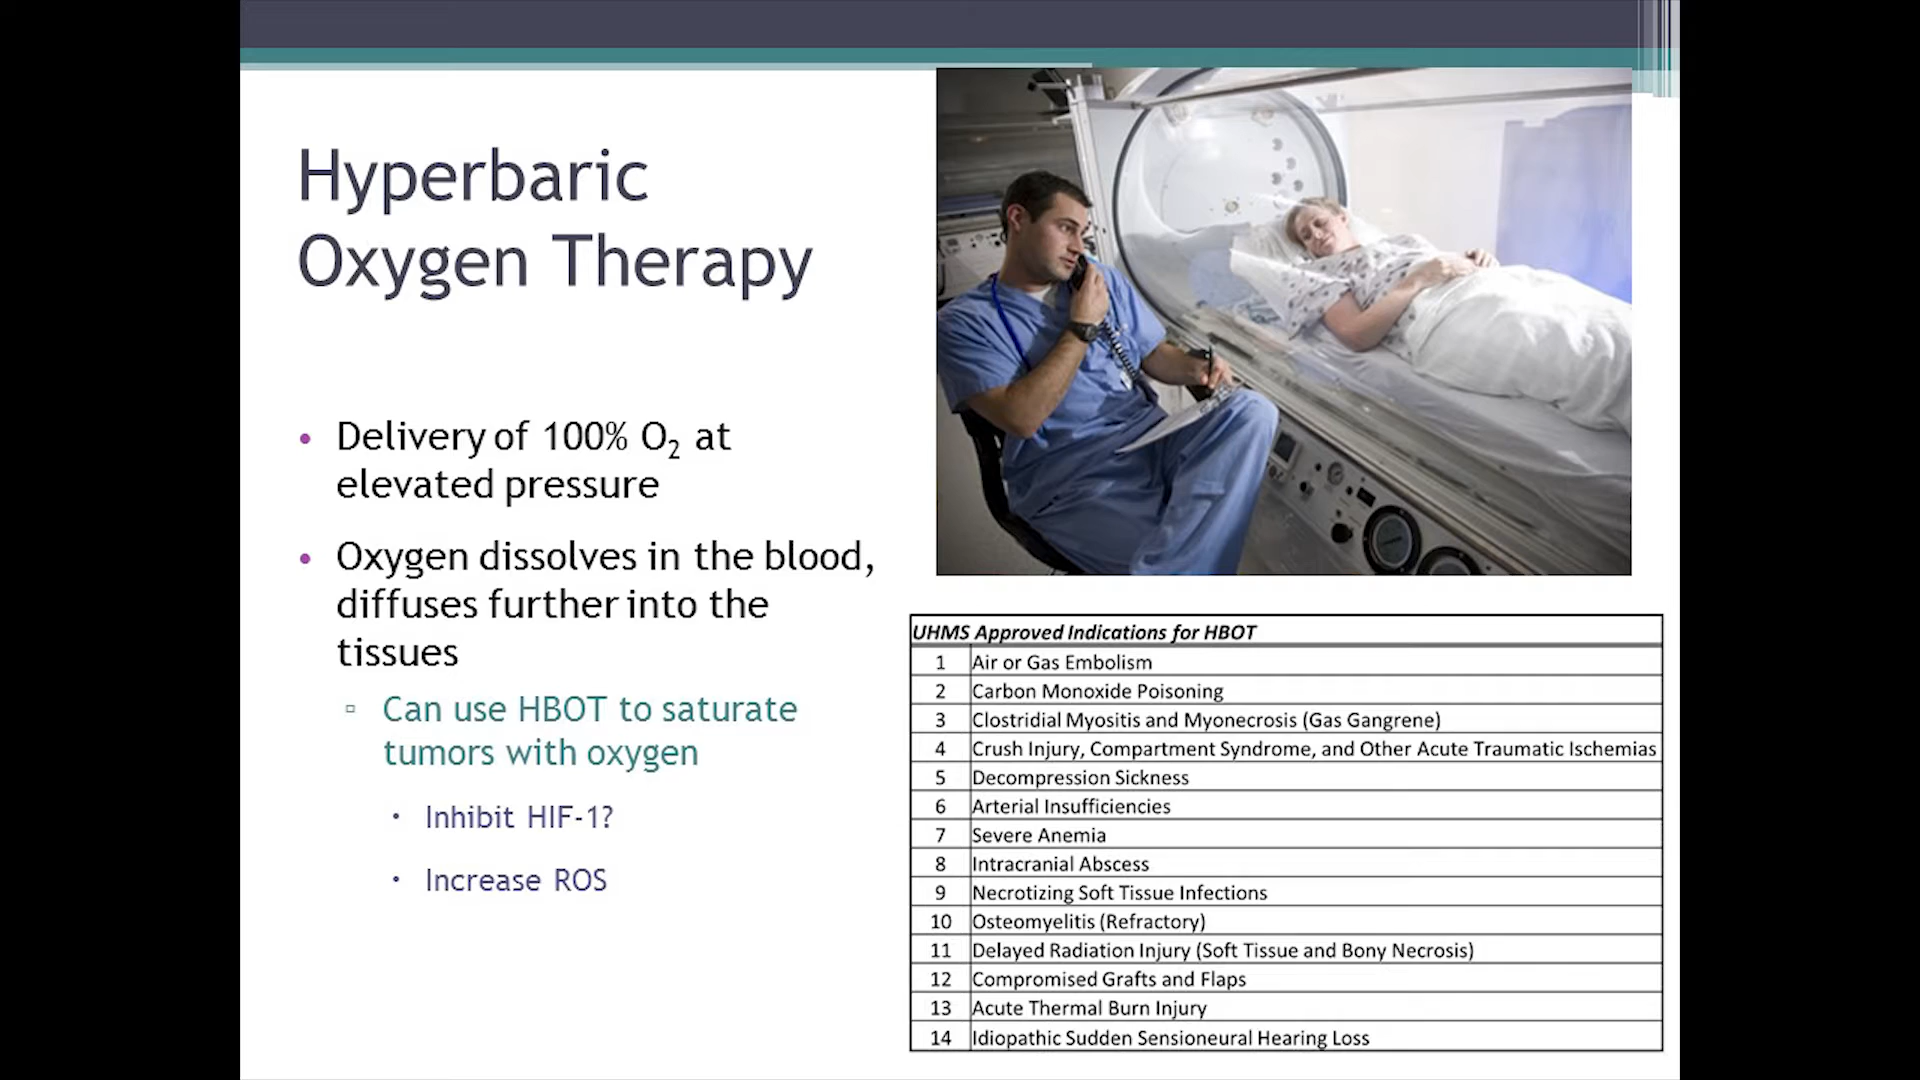 Hyperbaric
Oxygen Therapy
• Delivery of 100% O₂ at
elevated pressure
• Oxygen dissolves in the blood,
diffuses further into the
tissues
▫ Can use HBOT to saturate
tumors with oxygen
• Inhibit HIF-1?
• Increase ROS
UHMS Approved Indications for HBOT
1 Air or Gas Embolism
2 Carbon Monoxide Poisoning
3 Clostridial Myositis and Myonecrosis (Gas Gangrene)
4 Crush Injury, Compartment Syndrome, and Other Acute Traumatic Ischemias
5 Decompression Sickness
6 Arterial Insufficiencies
7 Severe Anemia
8 Intracranial Abscess
9 Necrotizing Soft Tissue Infections
10 Osteomyelitis (Refractory)
11 Delayed Radiation Injury (Soft Tissue and Bony Necrosis)
12 Compromised Grafts and Flaps
13 Acute Thermal Burn Injury
14 Idiopathic Sudden Sensioneural Hearing Loss